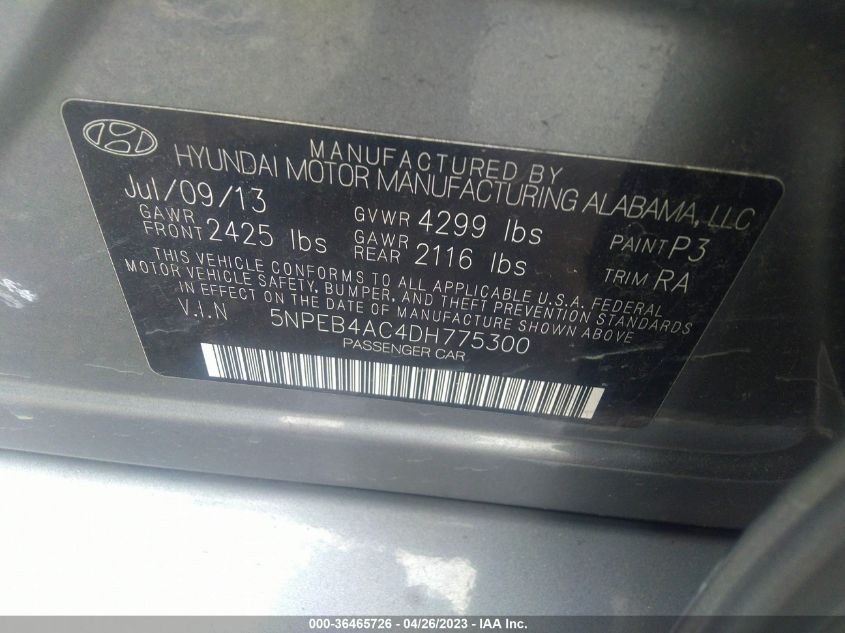 MANUFACTURED BY
HYUNDAI MOTOR MANUFACTURING ALABAMA, LLC
Jul/09/13
GAWR FRONT 2425 lbs
GVWR 4299 lbs
GAWR REAR 2116 lbs
PAINT P3
TRIM RA
THIS VEHICLE CONFORMS TO ALL APPLICABLE U.S.A. FEDERAL
MOTOR VEHICLE SAFETY, BUMPER, AND THEFT PREVENTION STANDARDS
IN EFFECT ON THE DATE OF MANUFACTURE SHOWN ABOVE
V.I.N 5NPEB4AC4DH775300
PASSENGER CAR
000-36465726 - 04/26/2023 - IAA Inc.